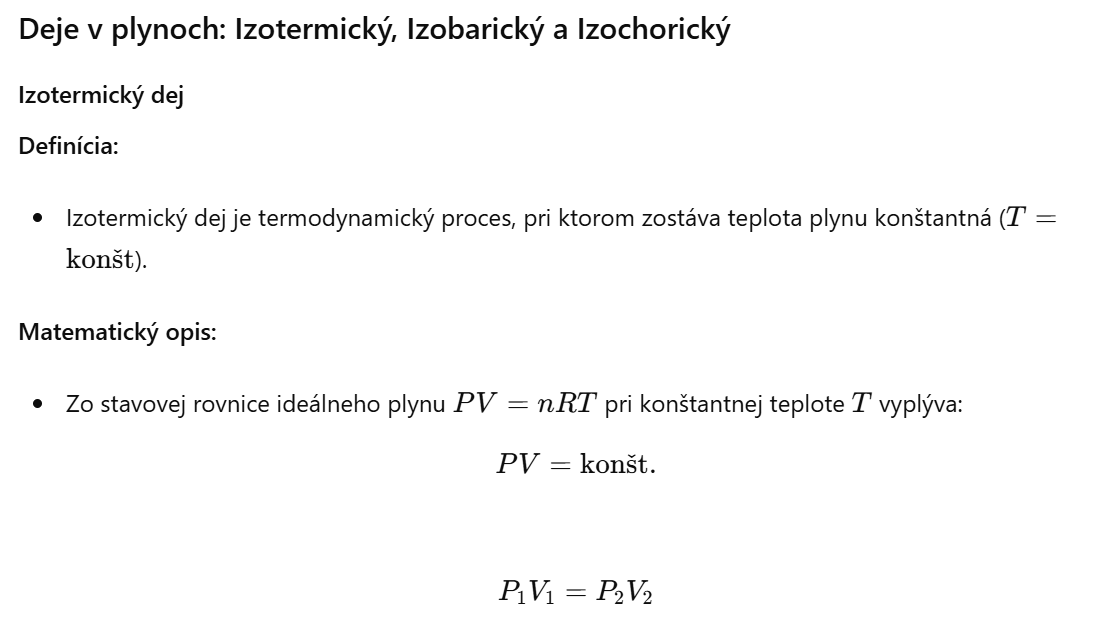 Deje v plynoch: Izotermický, Izobarický a Izochorický
Izotermický dej
Definícia:
• Izotermický dej je termodynamický proces, pri ktorom zostáva teplota plynu konštantná (T =
konšt).
Matematický opis:
• Zo stavovej rovnice ideálneho plynu PV = nRT pri konštantnej teplote T vyplýva:
PV = konšt.
P₁V₁ = P₂V₂